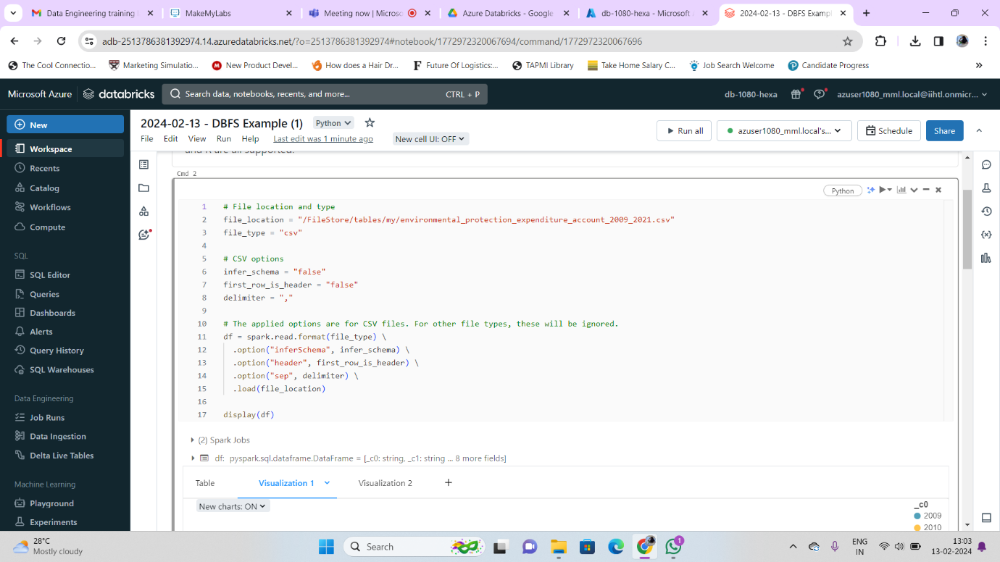 Data Engineering training
MakeMyLabs
Meeting now | Microso
Azure Databricks - Google
db-1080-hexa - Microsoft
2024-02-13 - DBFS Exampl
adb-2513786381392974.14.azuredatabricks.net/?o=2513786381392974#notebook/1772972320067694/command/1772972320067696
The Cool Connectio...
Marketing Simulatio...
New Product Devel...
How does a Hair Dr...
Future Of Logistics:...
TAPMI Library
Take Home Salary C...
Job Search Welcome
Candidate Progress
Microsoft Azure
databricks
Search data, notebooks, recents, and more...
CTRL + P
db-1080-hexa
azuser1080_mml.local@iihtl.onmicr...
New
Workspace
Recents
Catalog
Workflows
Compute
SQL
SQL Editor
Queries
Dashboards
Alerts
Query History
SQL Warehouses
Data Engineering
Job Runs
Data Ingestion
Delta Live Tables
Machine Learning
Playground
Experiments
2024-02-13 - DBFS Example (1)
Python
File Edit View Run Help Last edit was 1 minute ago
New cell UI: OFF
Run all
azuser1080_mml.local's...
Schedule
Share
and R are all supported.
Cmd 2
Python
1 # File location and type
2 file_location = "/FileStore/tables/my/environmental_protection_expenditure_account_2009_2021.csv"
3 file_type = "csv"
4
5 # CSV options
6 infer_schema = "false"
7 first_row_is_header = "false"
8 delimiter = ","
9
10 # The applied options are for CSV files. For other file types, these will be ignored.
11 df = spark.read.format(file_type) \
12 .option("inferSchema", infer_schema) \
13 .option("header", first_row_is_header) \
14 .option("sep", delimiter) \
15 .load(file_location)
16
17 display(df)
(2) Spark Jobs
df: pyspark.sql.dataframe.DataFrame = [_c0: string, _c1: string ... 8 more fields]
Table
Visualization 1
Visualization 2
+
New charts: ON
_c0
2009
2010
28°C
Mostly cloudy
Search
1
ENG
IN
13:03
13-02-2024